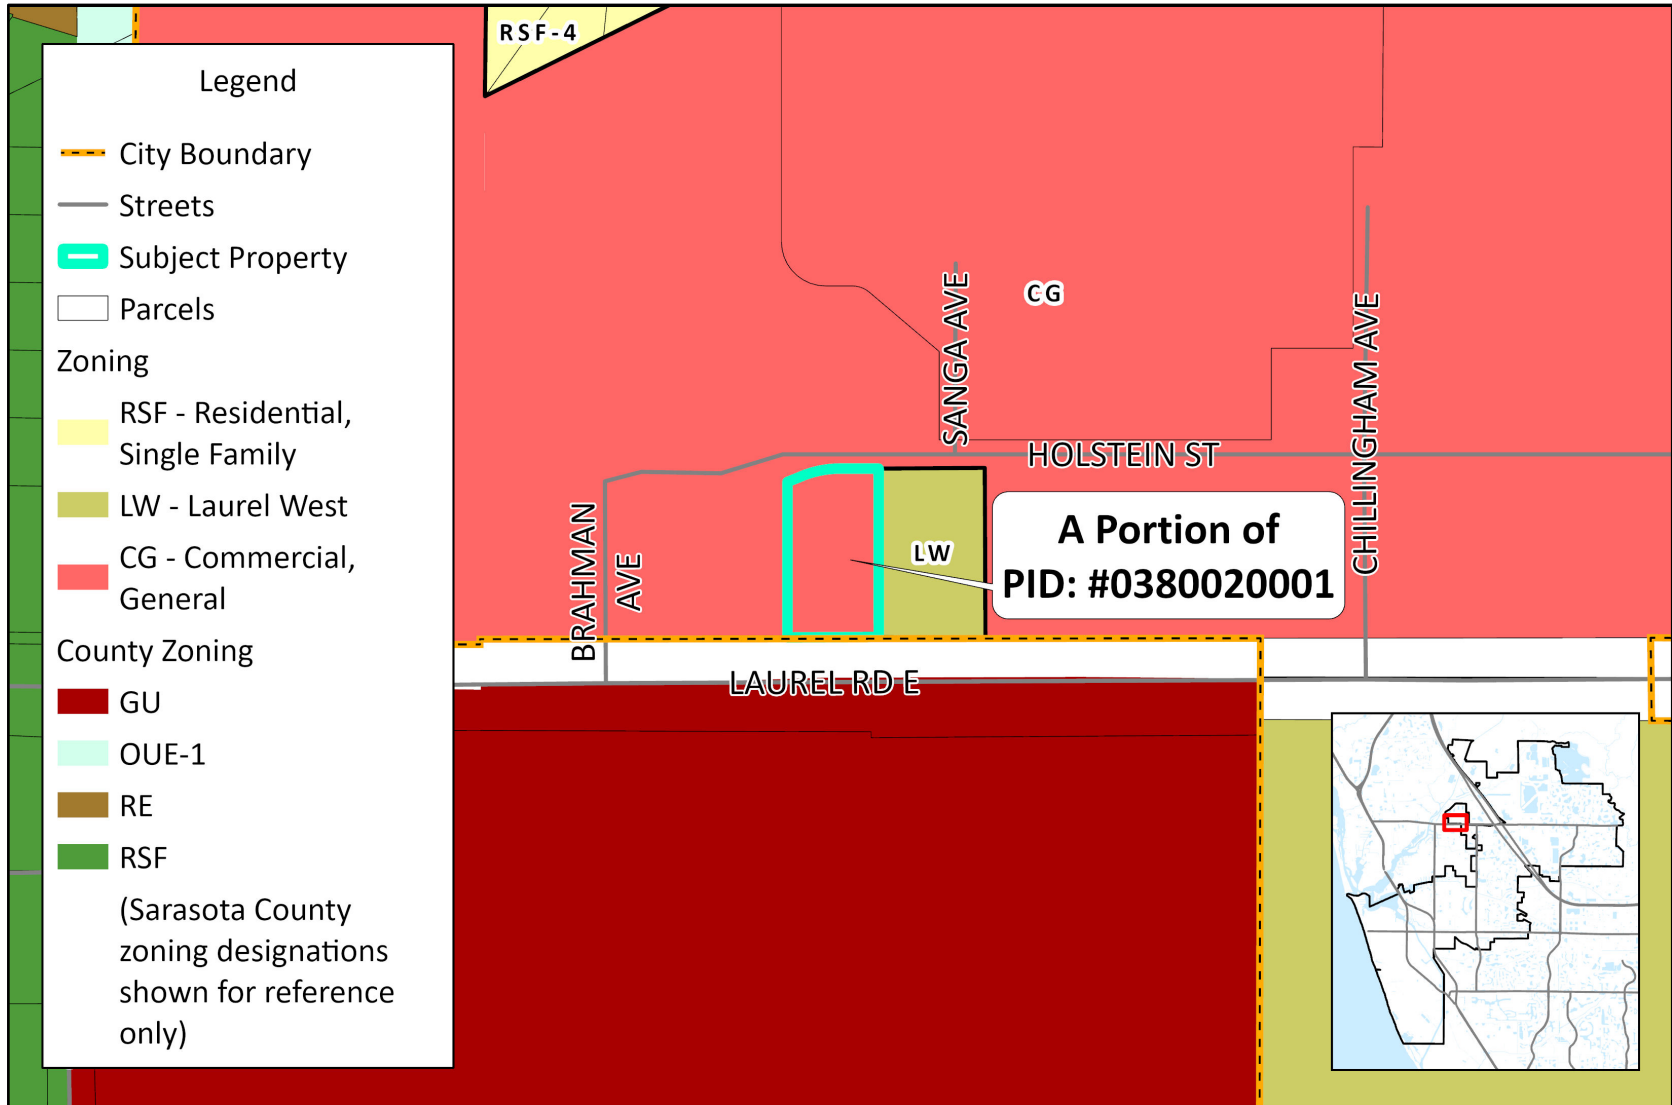 RSF-4
Legend
City Boundary
Streets
Subject Property
Parcels
Zoning
RSF - Residential,
Single Family
LW - Laurel West
CG - Commercial,
General
County Zoning
GU
OUE-1
RE
RSF
(Sarasota County
zoning designations
shown for reference
only)
CG
SANGA AVE
CHILLINGHAM AVE
HOLSTEIN ST
BRAHMAN
AVE
LW
A Portion of
PID: #0380020001
LAUREL RD E